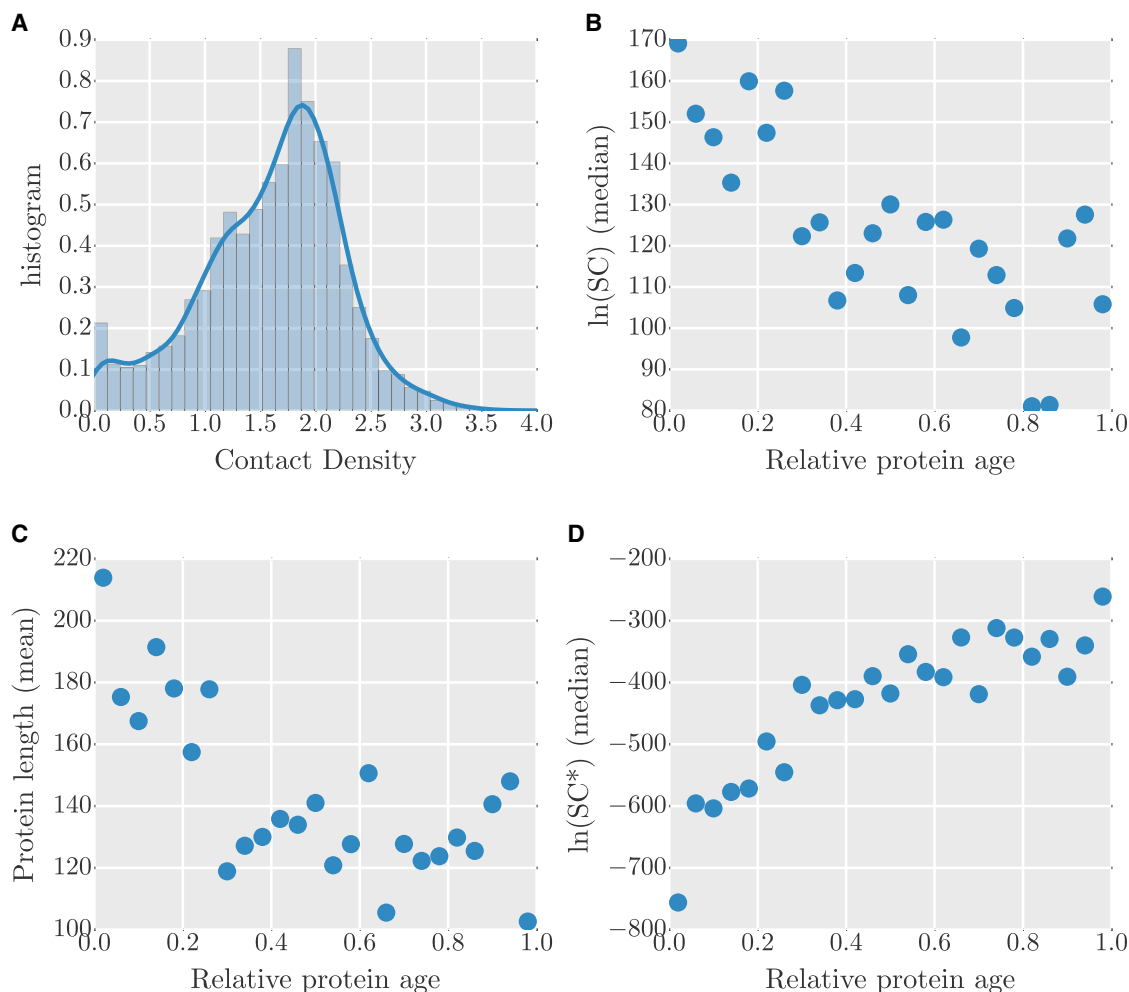 A
0.9
0.8
0.7
0.6
0.5
0.4
0.3
0.2
0.1
0.0
histogram
0.0 0.5 1.0 1.5 2.0 2.5 3.0 3.5 4.0
Contact Density
B
170
160
150
140
130
120
110
100
90
80
ln(SC) (median)
0.0 0.2 0.4 0.6 0.8 1.0
Relative protein age
C
220
200
180
160
140
120
100
Protein length (mean)
0.0 0.2 0.4 0.6 0.8 1.0
Relative protein age
D
−200
−300
−400
−500
−600
−700
−800
ln(SC*) (median)
0.0 0.2 0.4 0.6 0.8 1.0
Relative protein age